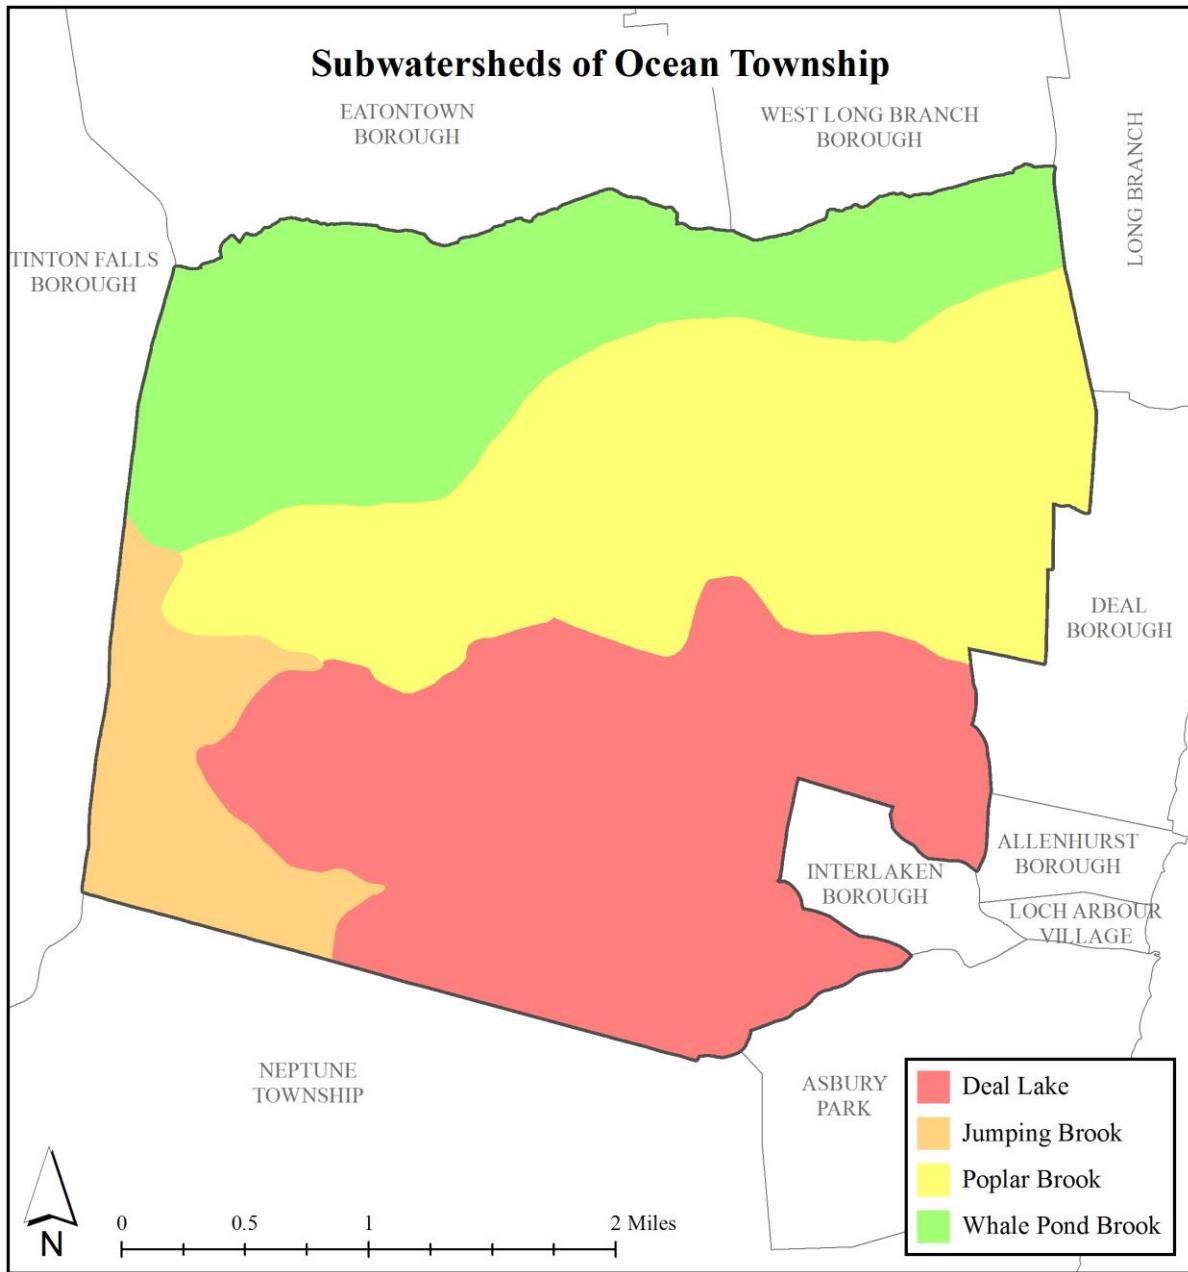 Subwatersheds of Ocean Township
EATONTOWN
BOROUGH
WEST LONG BRANCH
BOROUGH
LONG BRANCH
TINTON FALLS
BOROUGH
DEAL
BOROUGH
ALLENHURST
BOROUGH
INTERLAKEN
BOROUGH
LOCH ARBOUR
VILLAGE
NEPTUNE
TOWNSHIP
ASBURY
PARK
Deal Lake
Jumping Brook
Poplar Brook
Whale Pond Brook
N
0 0.5 1 2 Miles